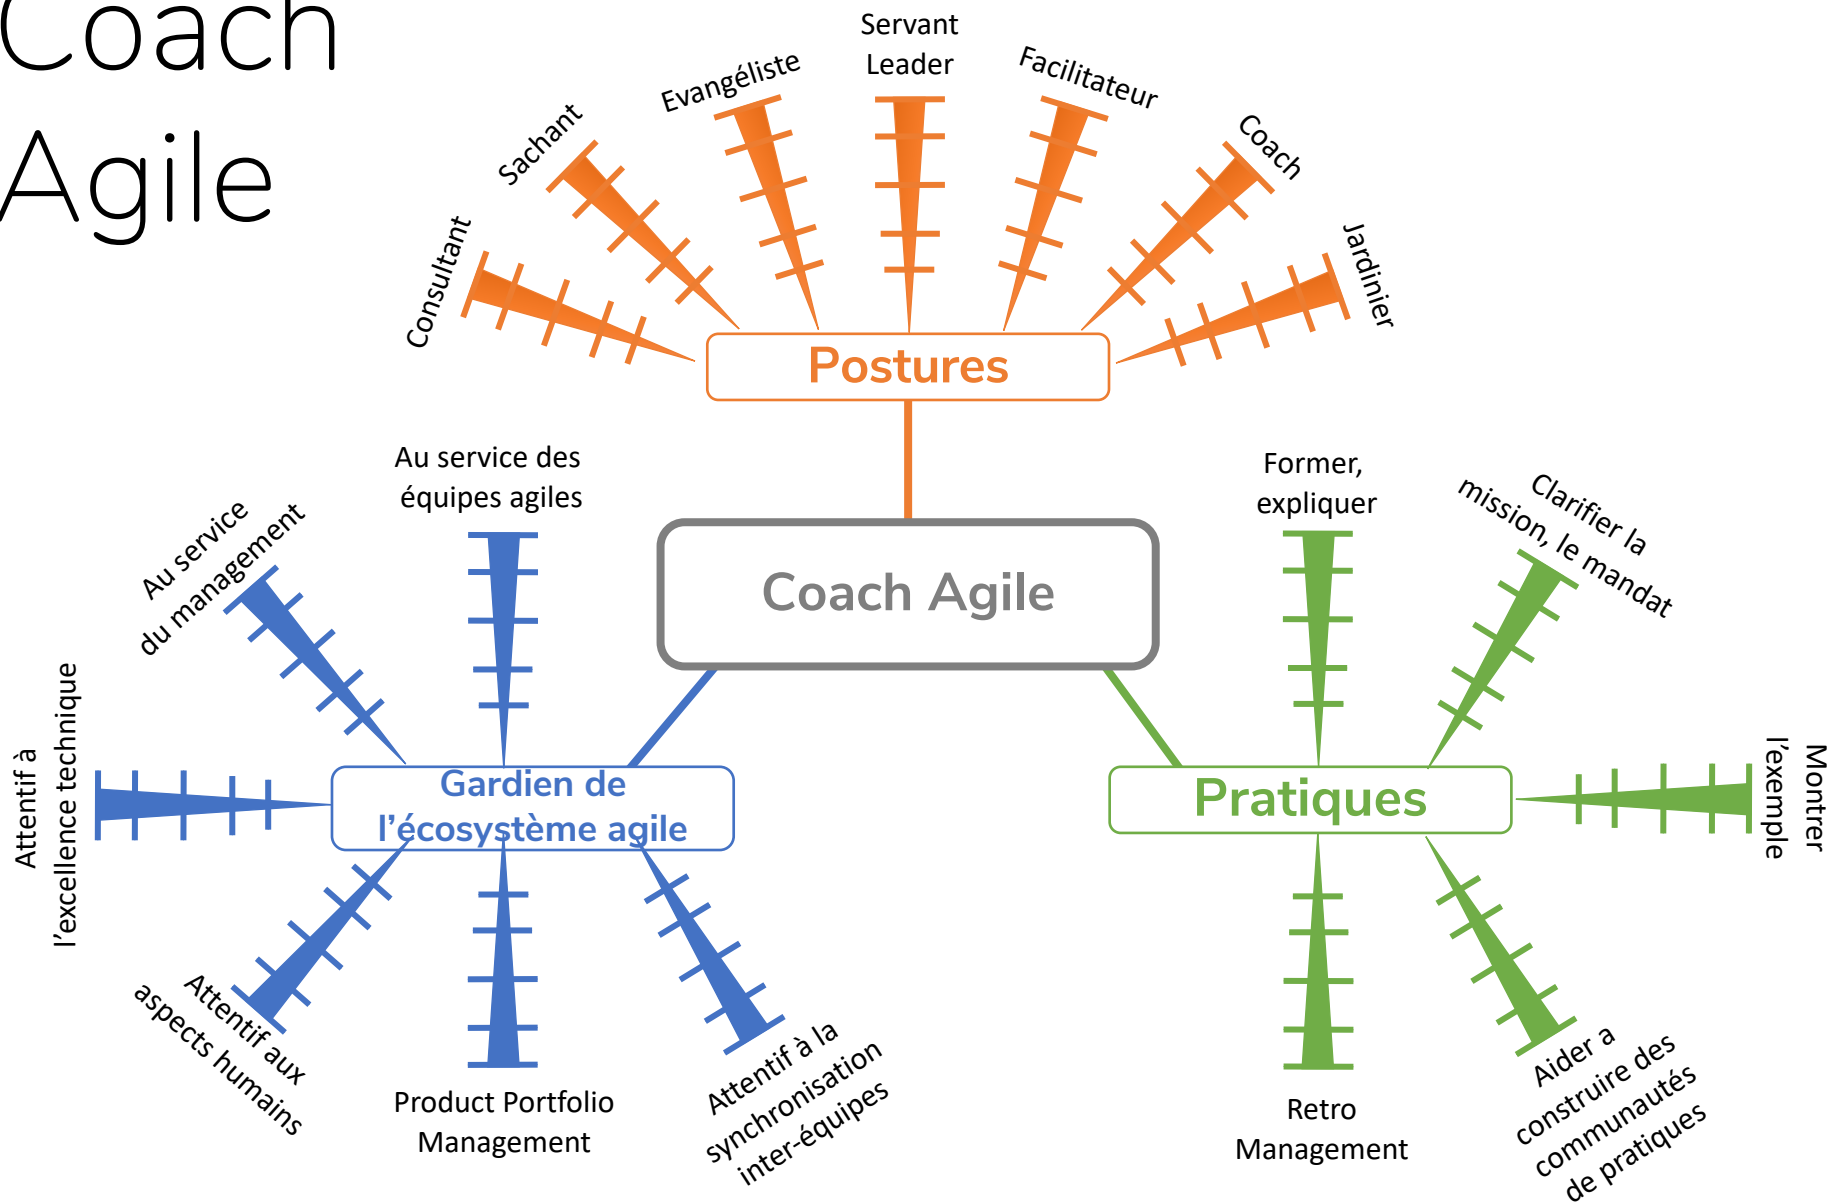 Coach
Agile
Servant
Leader
Evangéliste
Facilitateur
Sachant
Coach
Consultant
Jardinier
Postures
Coach Agile
Au service des
équipes agiles
Au service
du management
Attentif à
l'excellence technique
Gardien de
l'écosystème agile
Attentif aux
aspects humains
Product Portfolio
Management
Attentif à la
synchronisation
inter-équipes
Former,
expliquer
Clarifier la
mission, le mandat
Montrer
l'exemple
Pratiques
Retro
Management
Aider a
construire des
communautés
de pratiques